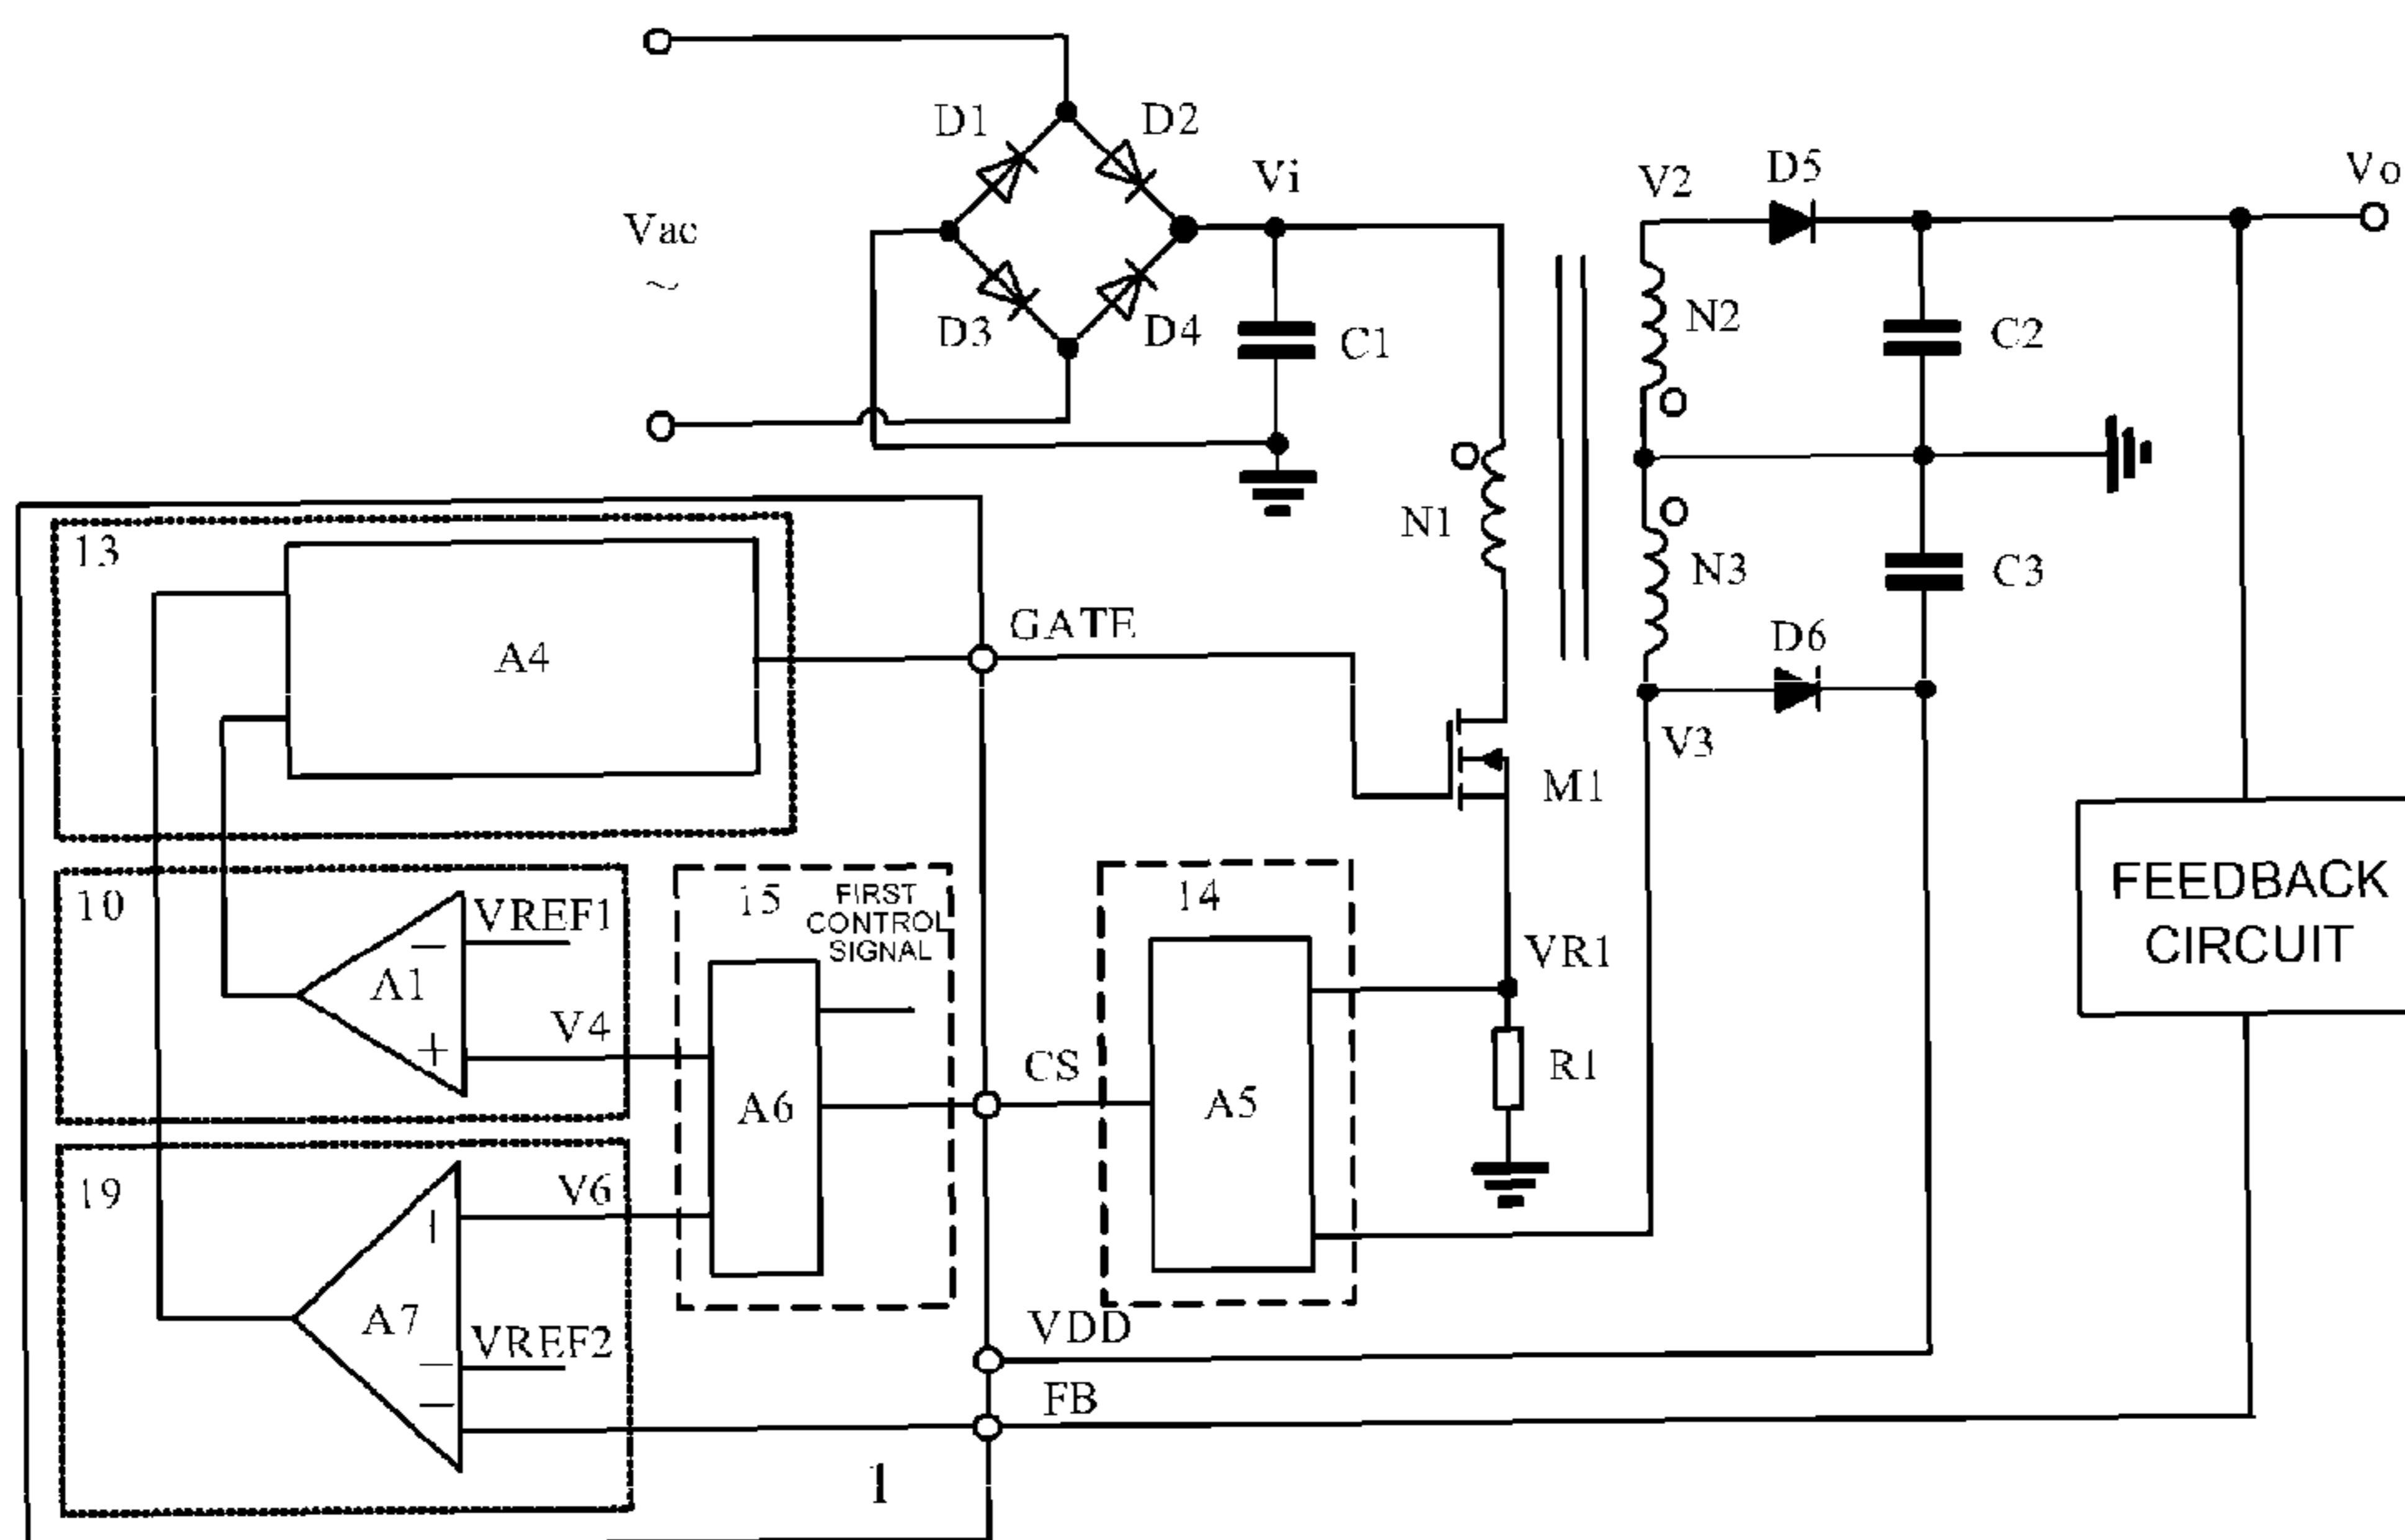 D1
D2
Vac
~
Vi
D3
D4
C1
V2
D5
Vo
N2
C2
N1
N3
C3
D6
V3
13
A4
GATE
M1
10
VREF1
A1
V4
15
FIRST
CONTROL
SIGNAL
A6
CS
14
A5
VR1
R1
FEEDBACK
CIRCUIT
19
V6
A7
VREF2
VDD
FB
1